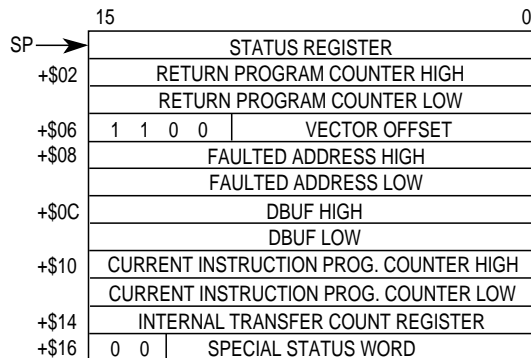 15 0
SP STATUS REGISTER
+$02 RETURN PROGRAM COUNTER HIGH
RETURN PROGRAM COUNTER LOW
+$06 1 1 0 0 VECTOR OFFSET
+$08 FAULTED ADDRESS HIGH
FAULTED ADDRESS LOW
+$0C DBUF HIGH
DBUF LOW
+$10 CURRENT INSTRUCTION PROG. COUNTER HIGH
CURRENT INSTRUCTION PROG. COUNTER LOW
+$14 INTERNAL TRANSFER COUNT REGISTER
+$16 0 0 SPECIAL STATUS WORD